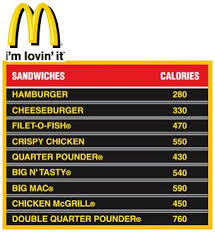 i'm lovin' it™
SANDWICHES CALORIES
HAMBURGER 280
CHEESEBURGER 330
FILET-O-FISH® 470
CRISPY CHICKEN 550
QUARTER POUNDER® 430
BIG N' TASTY® 540
BIG MAC® 590
CHICKEN McGRILL® 450
DOUBLE QUARTER POUNDER® 760